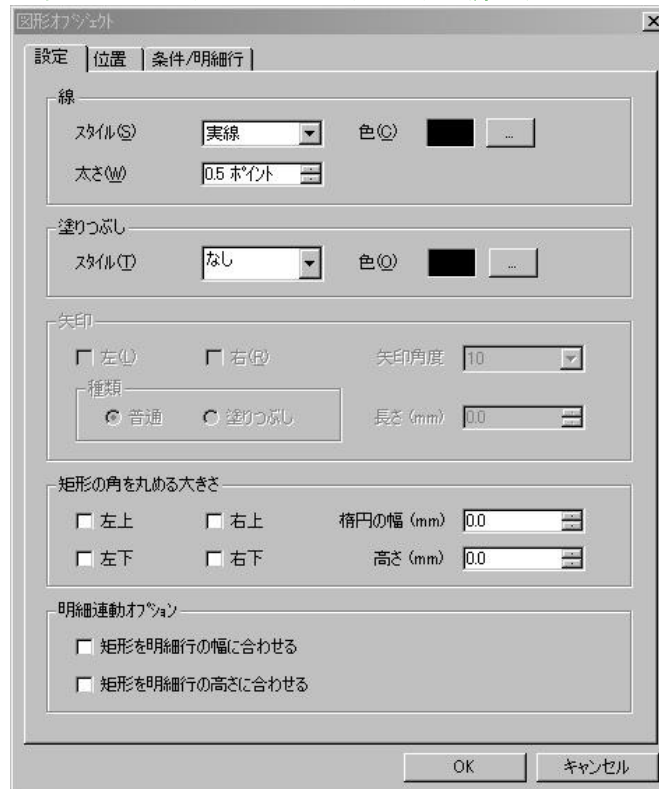 図形オブジェクト
設定 位置 条件/明細行
線
スタイル(S) 実線 色(C) ...
太さ(W) 0.5 ポイント
塗りつぶし
スタイル(T) なし 色(O) ...
矢印
左(L) 右(R) 矢印角度 10
種類
普通 塗りつぶし 長さ (mm) 0.0
矩形の角を丸める大きさ
左上 右上 楕円の幅 (mm) 0.0
左下 右下 高さ (mm) 0.0
明細連動オプション
矩形を明細行の幅に合わせる
矩形を明細行の高さに合わせる
OK キャンセル